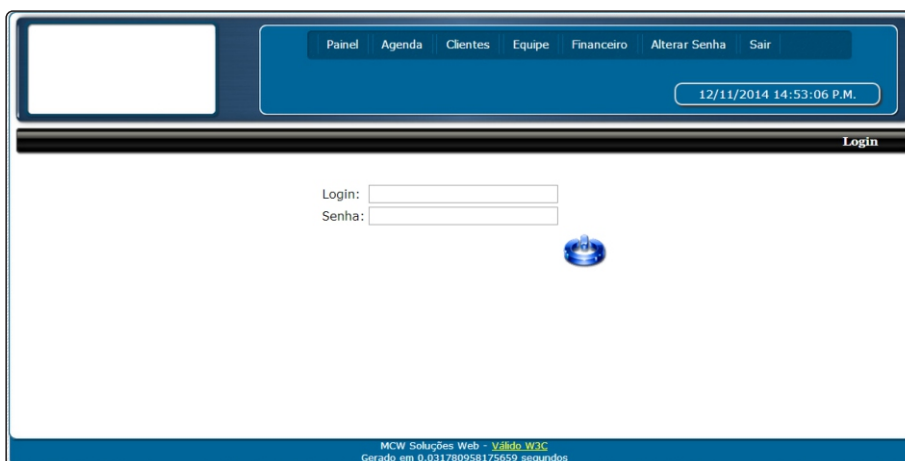 Painel Agenda Clientes Equipe Financeiro Alterar Senha Sair
12/11/2014 14:53:06 P.M.
Login
Login:
Senha:
MCW Soluções Web - Válido W3C
Gerado em 0.031780958175659 segundos